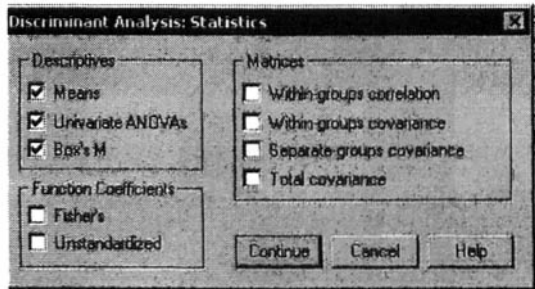 Discriminant Analysis: Statistics
Descriptives
Means
Univariate ANOVAs
Box's M
Function Coefficients
Fisher's
Unstandardized
Matrices
Within-groups correlation
Within-groups covariance
Separate-groups covariance
Total covariance
Continue
Cancel
Help